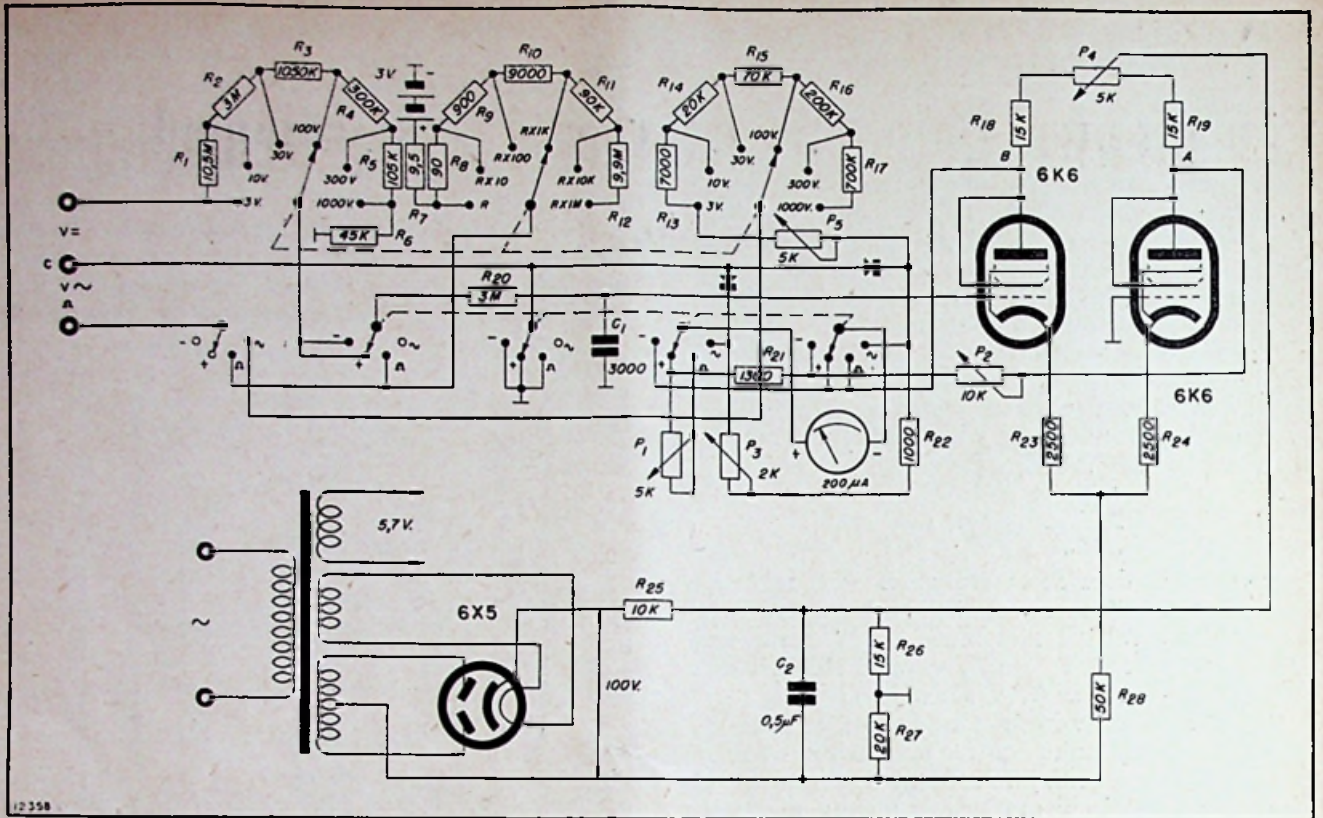 R3
1050K
R2
3M
R4
300K
100V.
30V.
R1
10,5M
10V.
3V.
300V
R5
105K
1000V
45K
R6
3V
-
+
R10
9000
R9
900
R11
90K
RX1K
RX100
R8
90
9,5
R7
RX10
R
RX10K
RX1M
9,9M
R12
R15
70K
R14
20K
R16
200K
100V.
30V.
R13
700
10V.
3V.
300V.
1000V.
R17
700K
P5
5K
P4
5K
R18
15K
B
R19
15K
A
6K6
6K6
V=
C
V~
Ω
R20
3M
C1
3000
- O + Ω ~
- + Ω O~
- + Ω O~
- + Ω ~
- + Ω ~
R21
1300
P2
10K
P1
5K
P3
2K
+
-
200µA
R22
1000
R23
2500
R24
2500
5,7V.
~
6X5
R25
10K
100V.
C2
0,5µF
R26
15K
R27
20K
R28
50K
12358